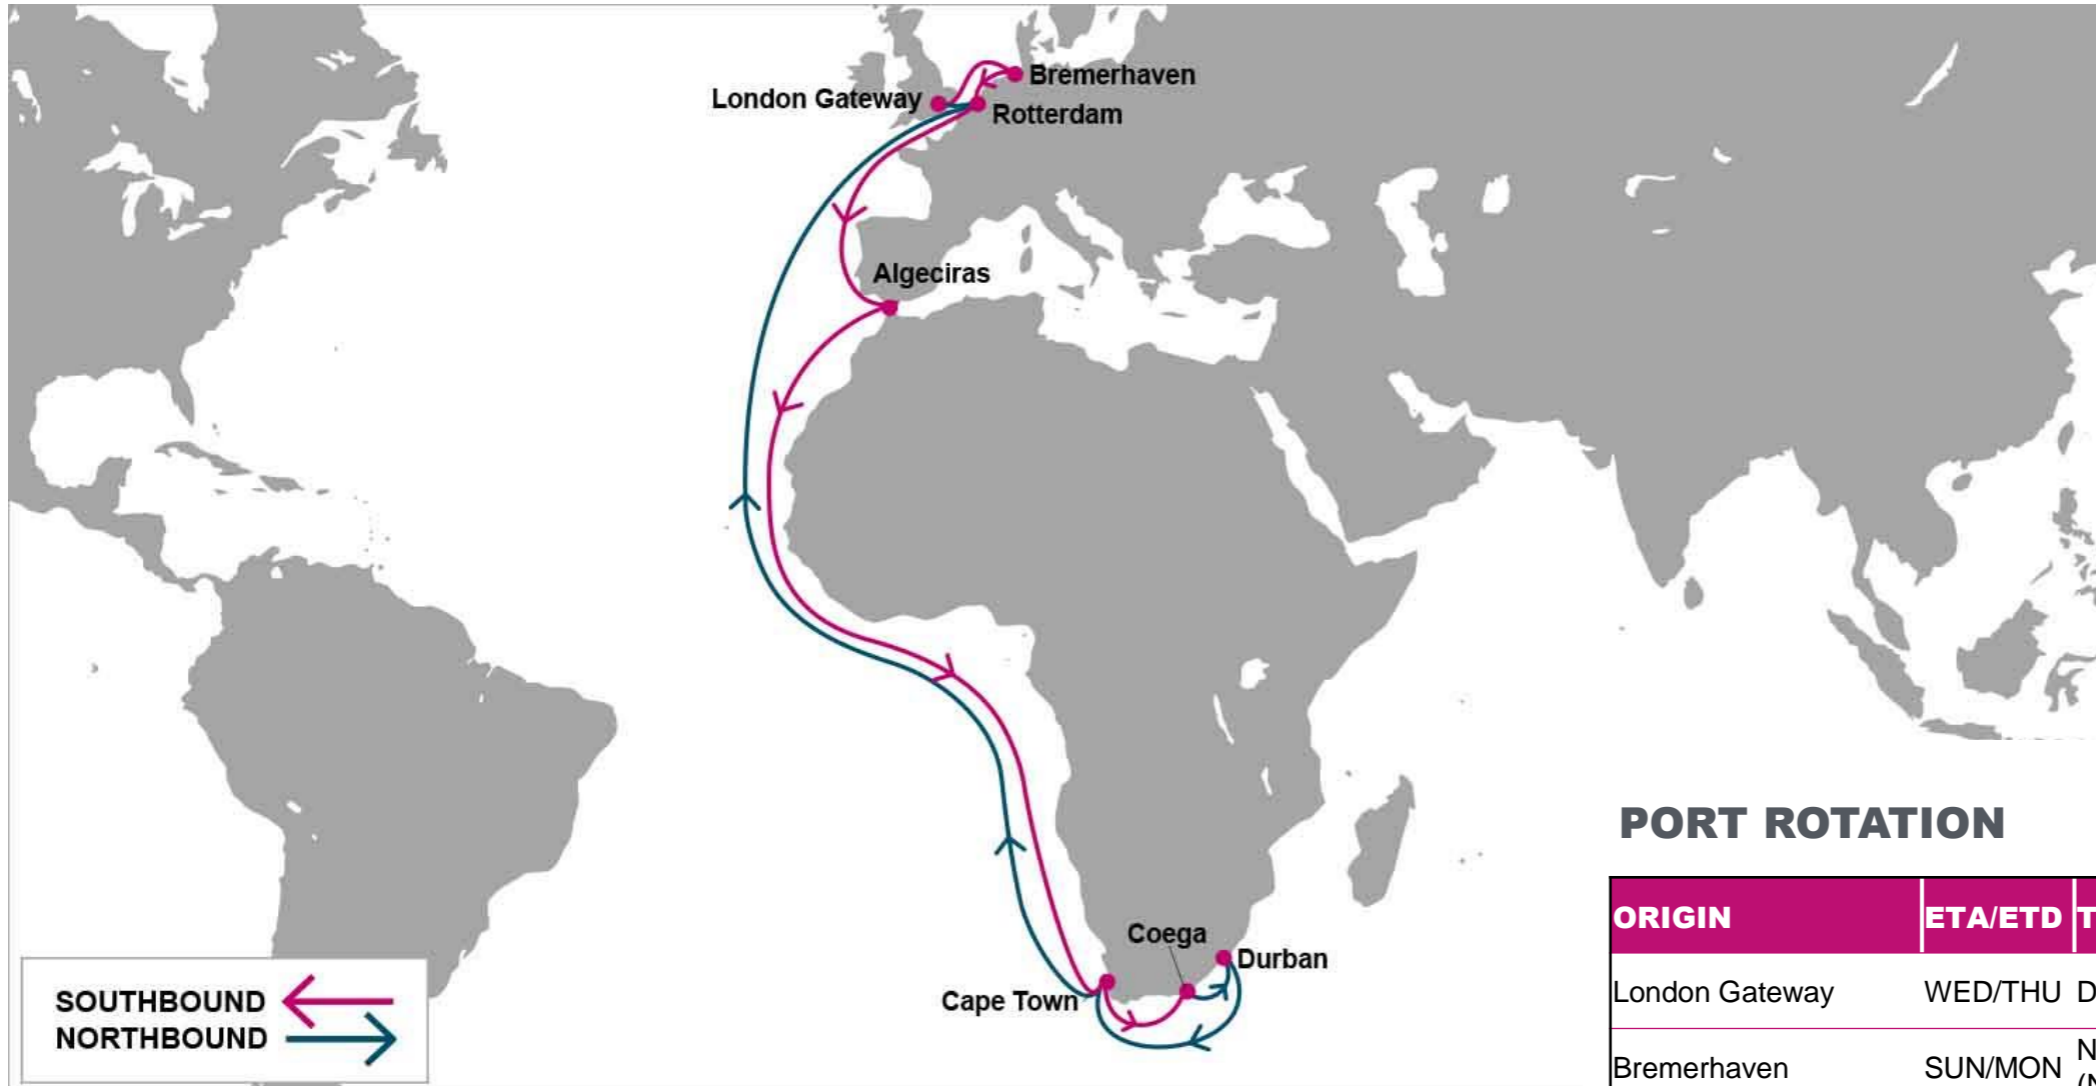 Bremerhaven
London Gateway
Rotterdam
Algeciras
Coega
Durban
Cape Town
SOUTHBOUND
NORTHBOUND
PORT ROTATION
ORIGIN ETA/ETD T
London Gateway WED/THU D
Bremerhaven SUN/MON N